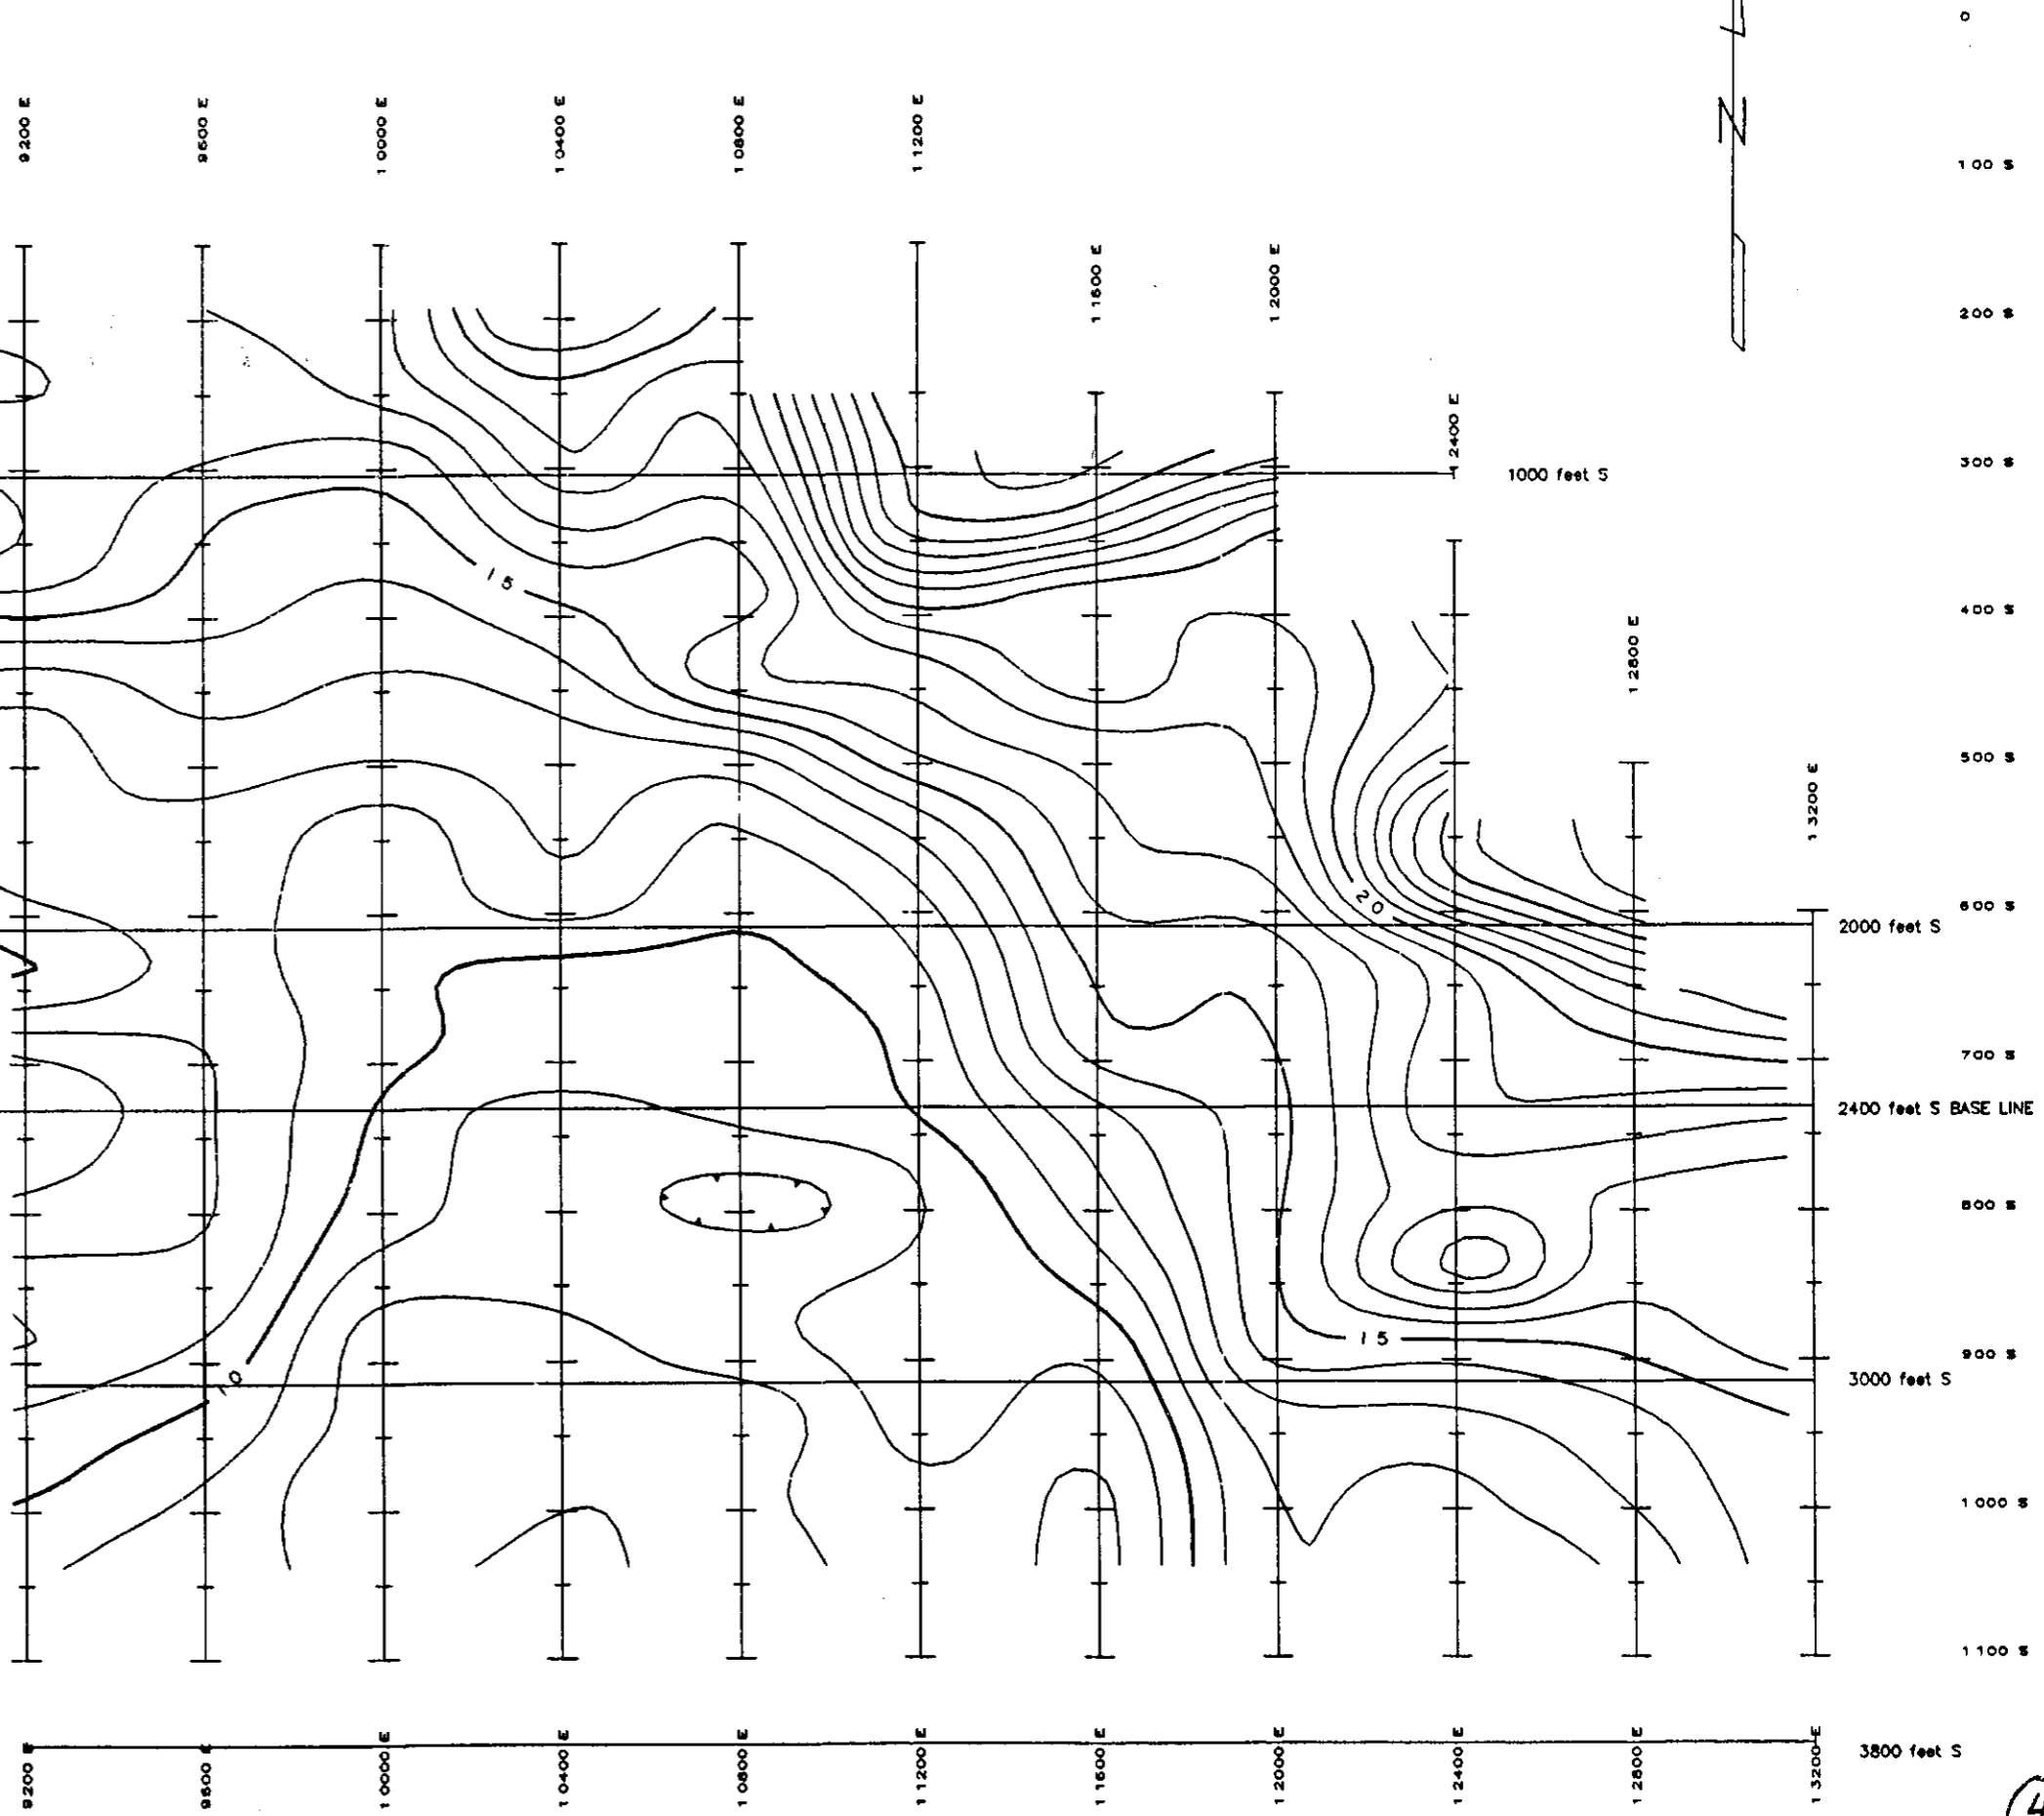 0
N
9200 E
9600 E
10000 E
10400 E
10800 E
11200 E
100 S
11600 E
12000 E
200 S
12400 E
300 S
1000 feet S
15
400 S
12800 E
500 S
13200 E
20
600 S
2000 feet S
700 S
2400 feet S BASE LINE
800 S
15
900 S
10
3000 feet S
1000 S
1100 S
3800 feet S
9200 E
9600 E
10000 E
10400 E
10800 E
11200 E
11600 E
12000 E
12400 E
12800 E
13200 E